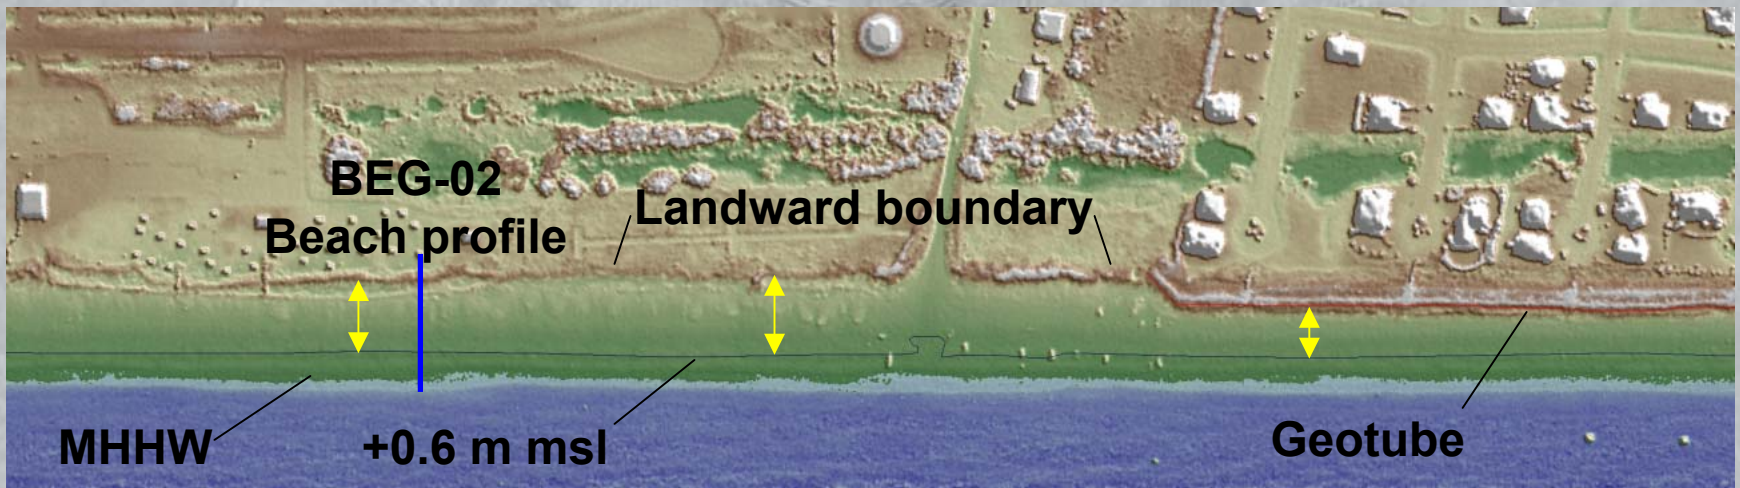 BEG-02
Beach profile
Landward boundary
MHHW
+0.6 m msl
Geotube